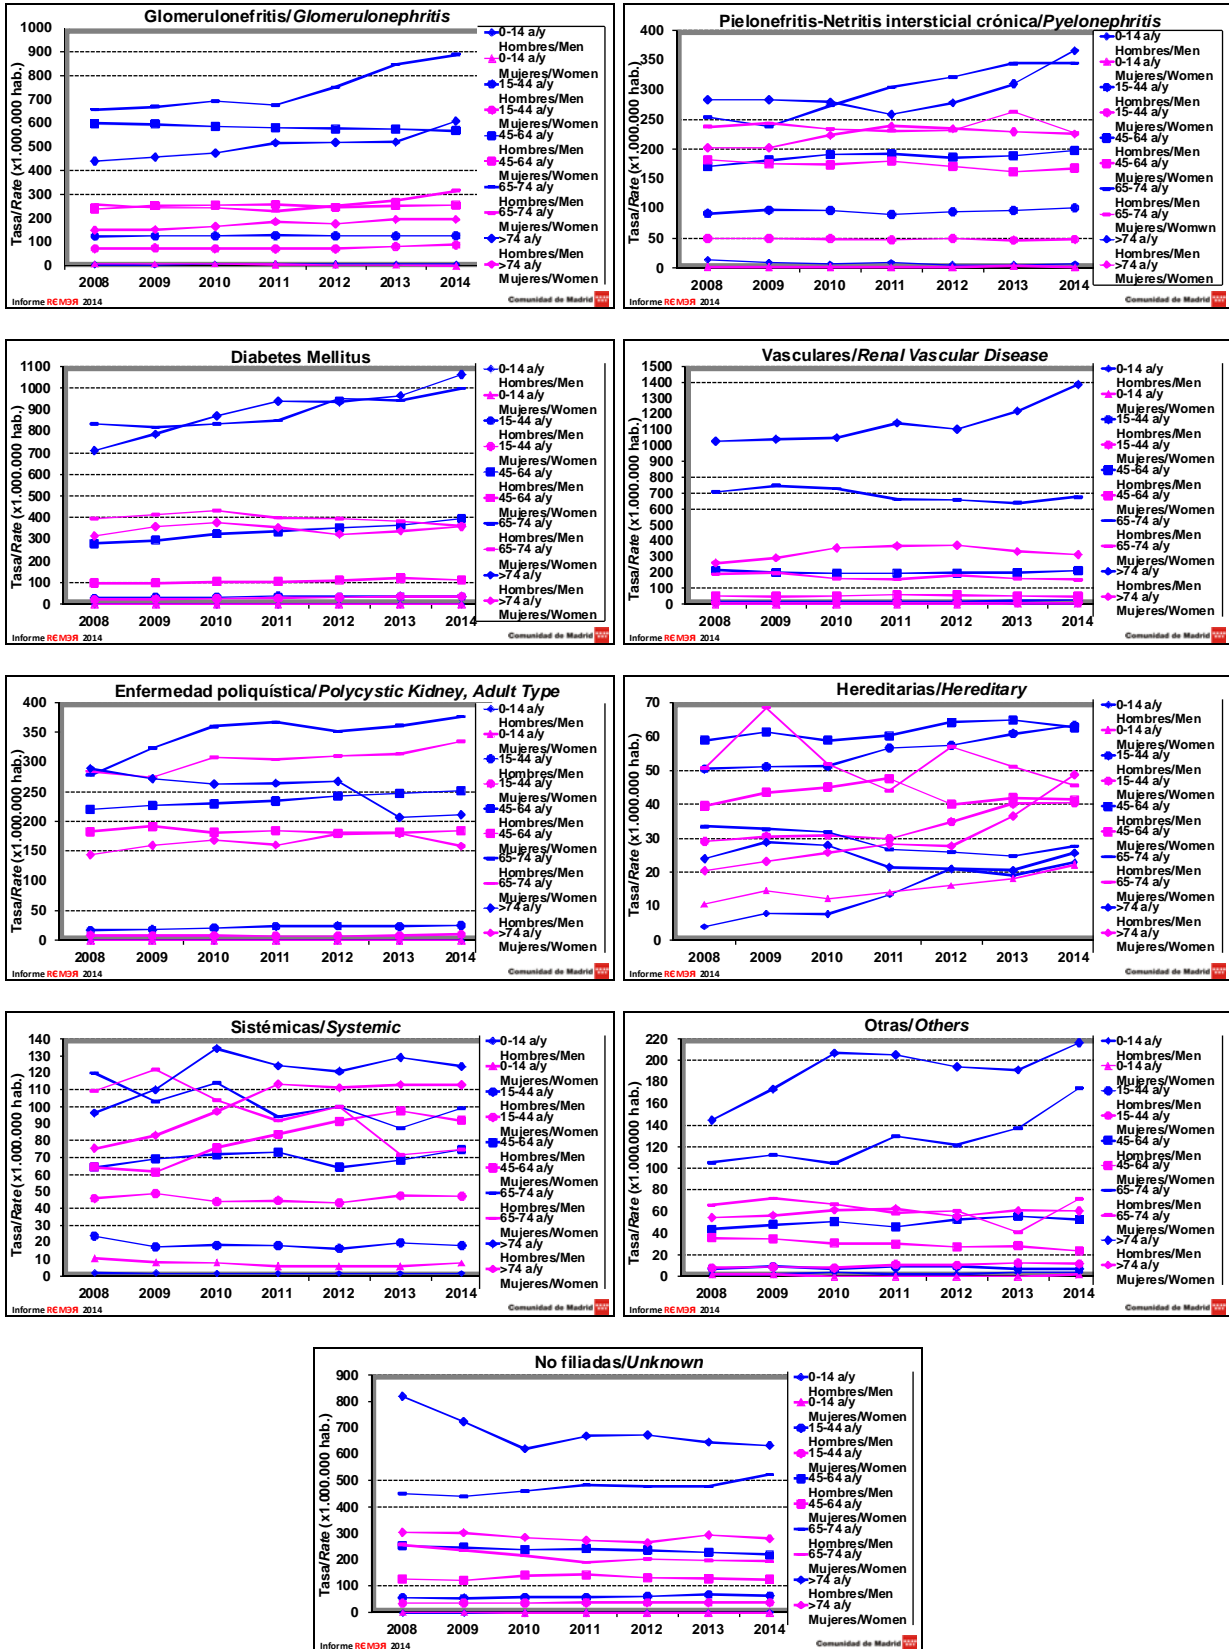 Glomerulonefritis/Glomerulonephritis
Tasa/Rate (x1.000.000 hab.)
1000
900
800
700
600
500
400
300
200
100
0
2008 2009 2010 2011 2012 2013 2014
0-14 a/y
Hombres/Men
0-14 a/y
Mujeres/Women
15-44 a/y
Hombres/Men
15-44 a/y
Mujeres/Women
45-64 a/y
Hombres/Men
45-64 a/y
Mujeres/Women
65-74 a/y
Hombres/Men
65-74 a/y
Mujeres/Women
>74 a/y
Hombres/Men
>74 a/y
Mujeres/Women
Informe REMER 2014
Comunidad de Madrid
Pielonefritis-Netritis intersticial crónica/Pyelonephritis
Tasa/Rate (x1.000.000 hab.)
400
350
300
250
200
150
100
50
0
2008 2009 2010 2011 2012 2013 2014
0-14 a/y
Hombres/Men
0-14 a/y
Mujeres/Women
15-44 a/y
Hombres/Men
15-44 a/y
Mujeres/Women
45-64 a/y
Hombres/Men
45-64 a/y
Mujeres/Women
65-74 a/y
Hombres/Men
65-74 a/y
Mujeres/Womwn
>74 a/y
Hombres/Men
>74 a/y
Mujeres/Women
Informe REMER 2014
Comunidad de Madrid
Diabetes Mellitus
Tasa/Rate (x1.000.000 hab.)
1100
1000
900
800
700
600
500
400
300
200
100
0
2008 2009 2010 2011 2012 2013 2014
0-14 a/y
Hombres/Men
0-14 a/y
Mujeres/Women
15-44 a/y
Hombres/Men
15-44 a/y
Mujeres/Women
45-64 a/y
Hombres/Men
45-64 a/y
Mujeres/Women
65-74 a/y
Hombres/Men
65-74 a/y
Mujeres/Women
>74 a/y
Hombres/Men
>74 a/y
Mujeres/Women
Informe REMER 2014
Comunidad de Madrid
Vasculares/Renal Vascular Disease
Tasa/Rate (x1.000.000 hab.)
1500
1400
1300
1200
1100
1000
900
800
700
600
500
400
300
200
100
0
2008 2009 2010 2011 2012 2013 2014
0-14 a/y
Hombres/Men
0-14 a/y
Mujeres/Women
15-44 a/y
Hombres/Men
15-44 a/y
Mujeres/Women
45-64 a/y
Hombres/Men
45-64 a/y
Mujeres/Women
65-74 a/y
Hombres/Men
65-74 a/y
Mujeres/Women
>74 a/y
Hombres/Men
>74 a/y
Mujeres/Women
Informe REMER 2014
Comunidad de Madrid
Enfermedad poliquística/Polycystic Kidney, Adult Type
Tasa/Rate (x1.000.000 hab.)
400
350
300
250
200
150
100
50
0
2008 2009 2010 2011 2012 2013 2014
0-14 a/y
Hombres/Men
0-14 a/y
Mujeres/Women
15-44 a/y
Hombres/Men
15-44 a/y
Mujeres/Women
45-64 a/y
Hombres/Men
45-64 a/y
Mujeres/Women
65-74 a/y
Hombres/Men
65-74 a/y
Mujeres/Women
>74 a/y
Hombres/Men
>74 a/y
Mujeres/Women
Informe REMER 2014
Comunidad de Madrid
Hereditarias/Hereditary
Tasa/Rate (x1.000.000 hab.)
70
60
50
40
30
20
10
0
2008 2009 2010 2011 2012 2013 2014
0-14 a/y
Hombres/Men
0-14 a/y
Mujeres/Women
15-44 a/y
Hombres/Men
15-44 a/y
Mujeres/Women
45-64 a/y
Hombres/Men
45-64 a/y
Mujeres/Women
65-74 a/y
Hombres/Men
65-74 a/y
Mujeres/Women
>74 a/y
Hombres/Men
>74 a/y
Mujeres/Women
Informe REMER 2014
Comunidad de Madrid
Sistémicas/Systemic
Tasa/Rate (x1.000.000 hab.)
140
130
120
110
100
90
80
70
60
50
40
30
20
10
0
2008 2009 2010 2011 2012 2013 2014
0-14 a/y
Hombres/Men
0-14 a/y
Mujeres/Women
15-44 a/y
Hombres/Men
15-44 a/y
Mujeres/Women
45-64 a/y
Hombres/Men
45-64 a/y
Mujeres/Women
65-74 a/y
Hombres/Men
65-74 a/y
Mujeres/Women
>74 a/y
Hombres/Men
>74 a/y
Mujeres/Women
Informe REMER 2014
Comunidad de Madrid
Otras/Others
Tasa/Rate (x1.000.000 hab.)
220
200
180
160
140
120
100
80
60
40
20
0
2008 2009 2010 2011 2012 2013 2014
0-14 a/y
Hombres/Men
0-14 a/y
Mujeres/Women
15-44 a/y
Hombres/Men
15-44 a/y
Mujeres/Women
45-64 a/y
Hombres/Men
45-64 a/y
Mujeres/Women
65-74 a/y
Hombres/Men
65-74 a/y
Mujeres/Women
>74 a/y
Hombres/Men
>74 a/y
Mujeres/Women
Informe REMER 2014
Comunidad de Madrid
No filiadas/Unknown
Tasa/Rate (x1.000.000 hab.)
900
800
700
600
500
400
300
200
100
0
2008 2009 2010 2011 2012 2013 2014
0-14 a/y
Hombres/Men
0-14 a/y
Mujeres/Women
15-44 a/y
Hombres/Men
15-44 a/y
Mujeres/Women
45-64 a/y
Hombres/Men
45-64 a/y
Mujeres/Women
65-74 a/y
Hombres/Men
65-74 a/y
Mujeres/Women
>74 a/y
Hombres/Men
>74 a/y
Mujeres/Women
Informe REMER 2014
Comunidad de Madrid